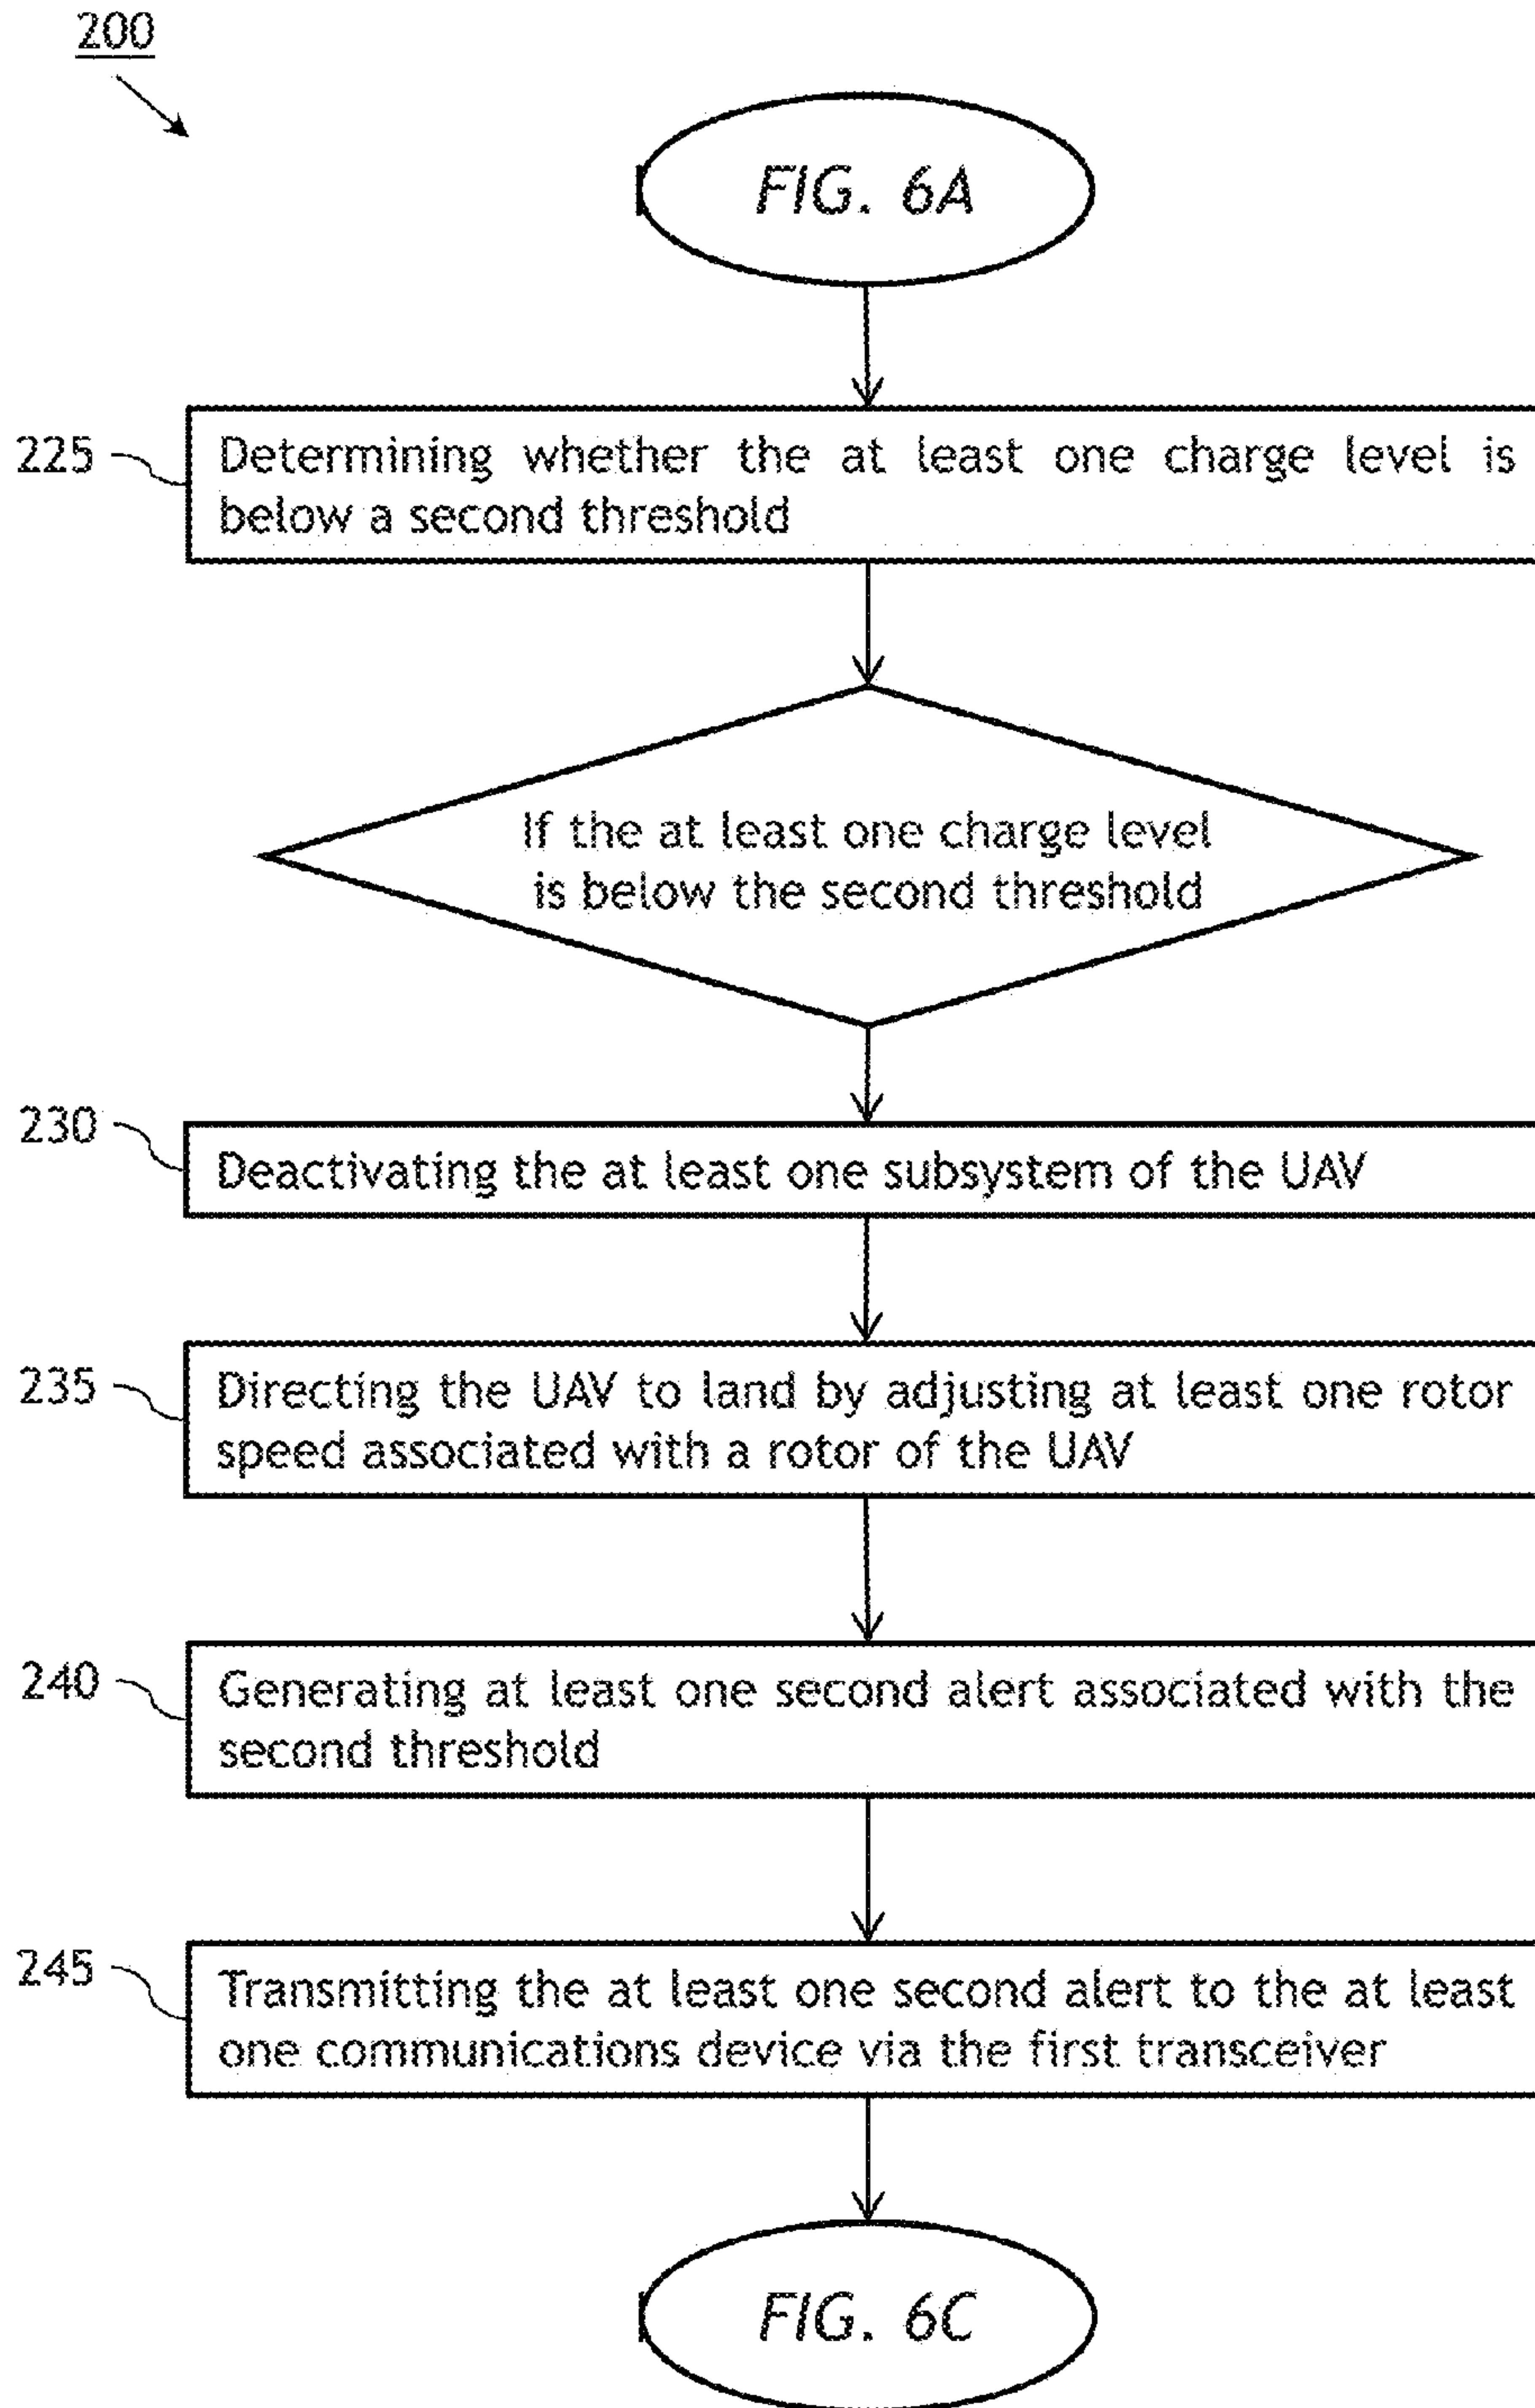 200
FIG. 6A
225
Determining whether the at least one charge level is
below a second threshold
If the at least one charge level
is below the second threshold
230
Deactivating the at least one subsystem of the UAV
235
Directing the UAV to land by adjusting at least one rotor
speed associated with a rotor of the UAV
240
Generating at least one second alert associated with the
second threshold
245
Transmitting the at least one second alert to the at least
one communications device via the first transceiver
FIG. 6C